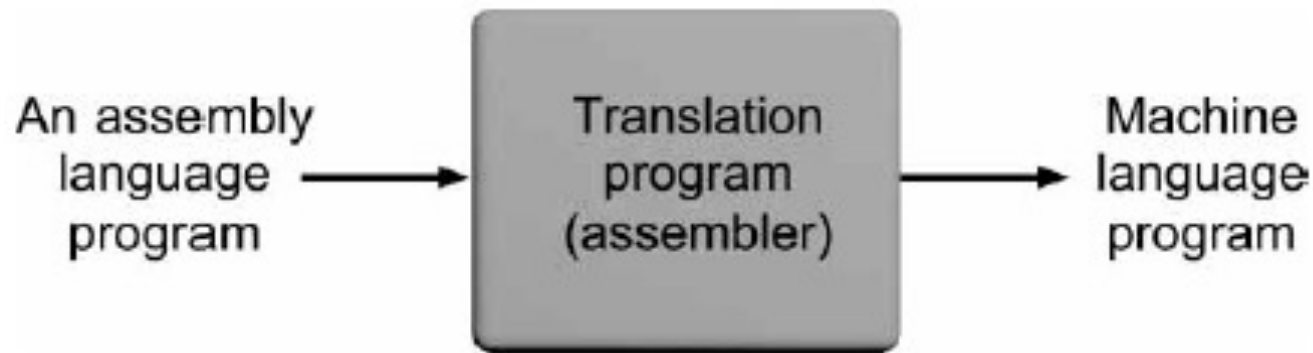 An assembly
language
program
Translation
program
(assembler)
Machine
language
program